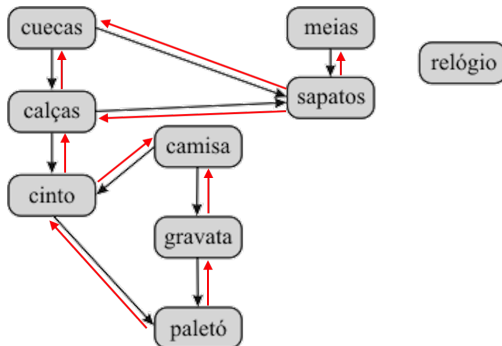 cuecas
meias
relógio
calças
sapatos
camisa
cinto
gravata
paletó